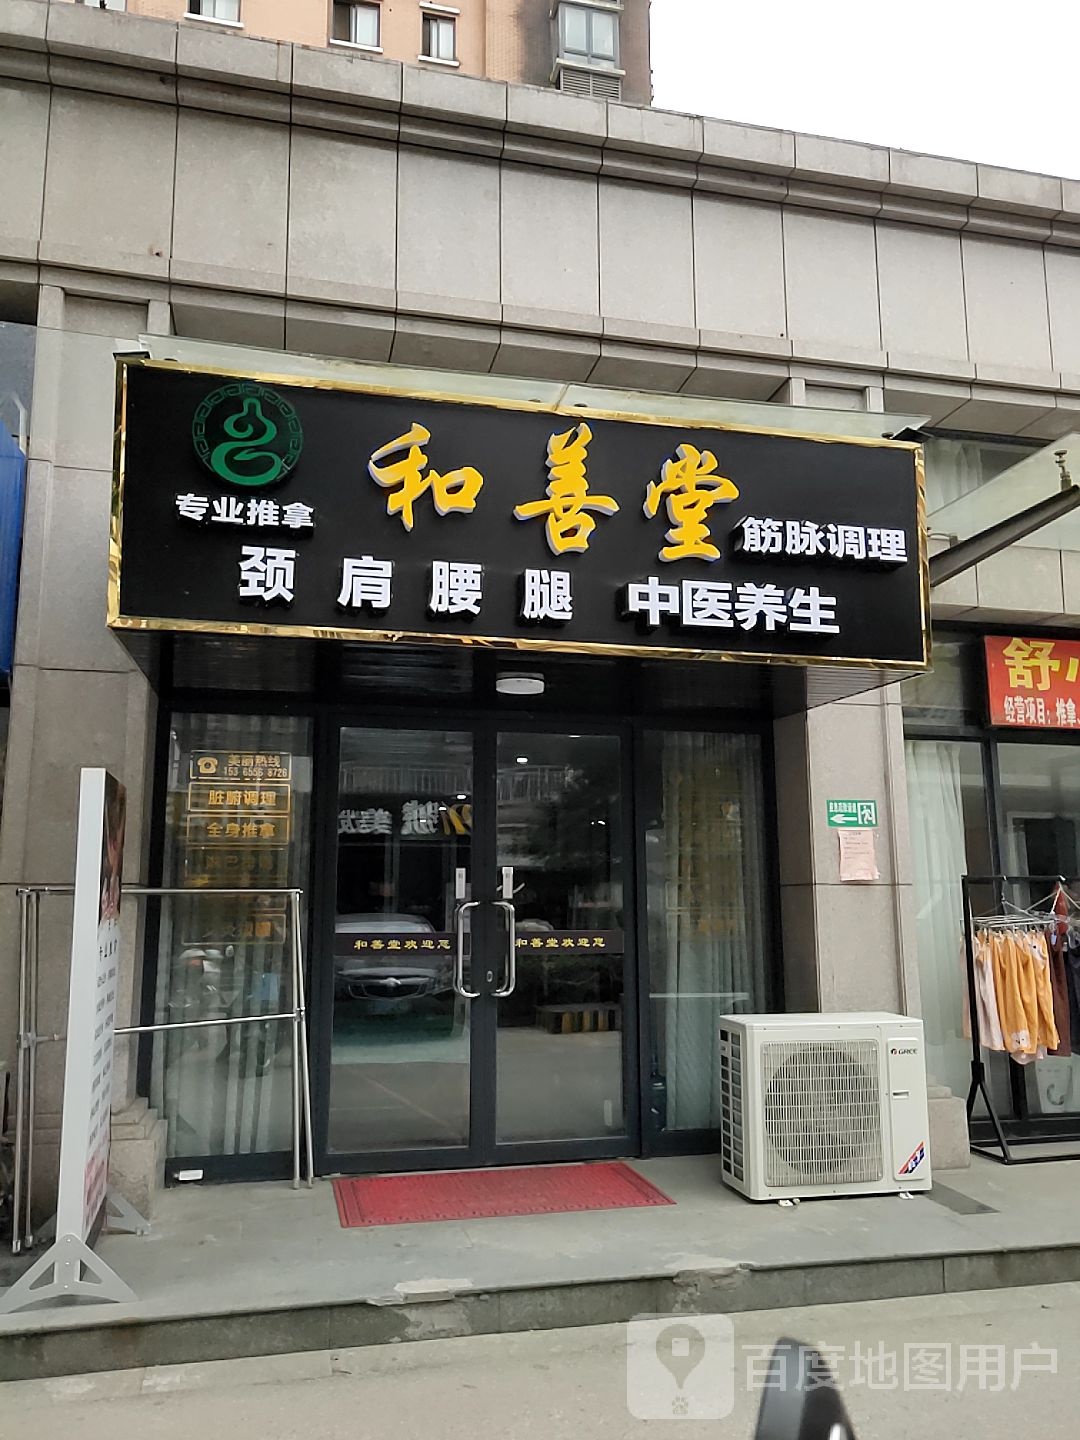 和善堂
专业推拿
筋脉调理
颈肩腰腿 中医养生
舒
经营项目：推拿
美丽热线
153 6556 8726
脏腑调理
全身推拿
美发
和善堂欢迎您
和善堂欢迎您
GREE
百度地图用户